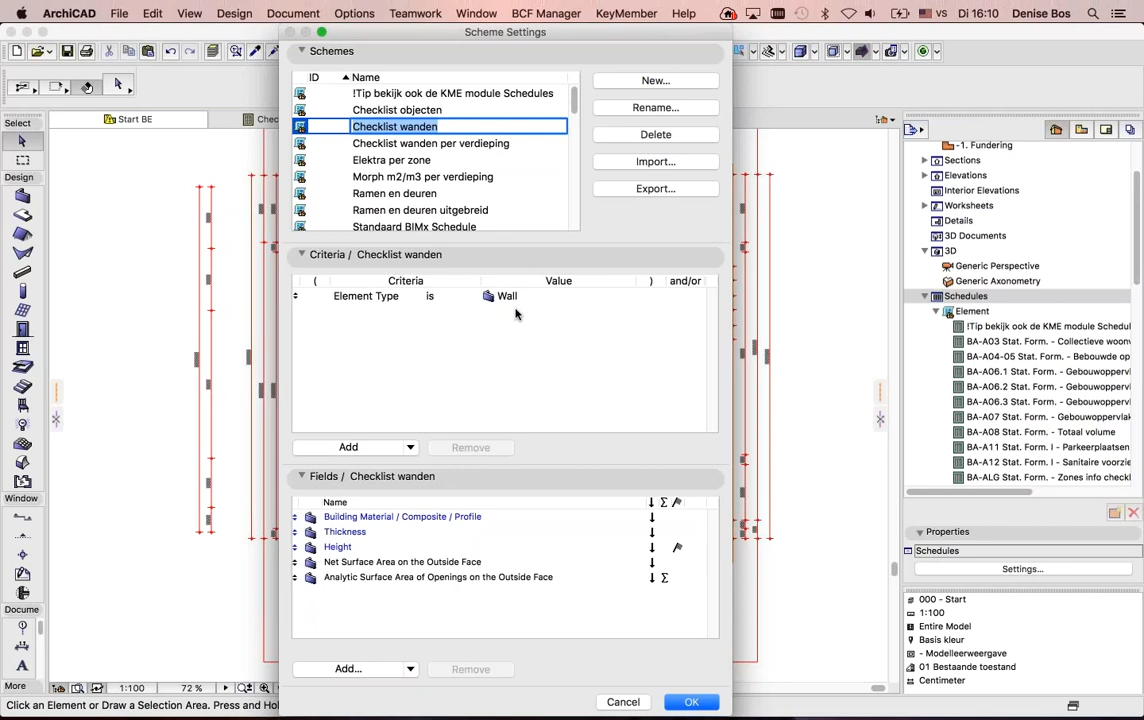 ArchiCAD File Edit View Design Document Options Teamwork Window BCF Manager KeyMember Help VS Di 16:10 Denise Bos
Scheme Settings
Schemes
ID Name
!Tip bekijk ook de KME module Schedules
Checklist objecten
Checklist wanden
Checklist wanden per verdieping
Elektra per zone
Morph m2/m3 per verdieping
Ramen en deuren
Ramen en deuren uitgebreid
Standaard BIMx Schedule
New...
Rename...
Delete
Import...
Export...
Criteria / Checklist wanden
( Criteria Value ) and/or
Element Type is Wall
Add Remove
Fields / Checklist wanden
Name
Building Material / Composite / Profile
Thickness
Height
Net Surface Area on the Outside Face
Analytic Surface Area of Openings on the Outside Face
Add... Remove
Cancel OK
Start BE
Chec
Select
Design
Window
Docume
More
-1. Fundering
Sections
Elevations
Interior Elevations
Worksheets
Details
3D Documents
3D
Generic Perspective
Generic Axonometry
Schedules
Element
!Tip bekijk ook de KME module Schedul
BA-A03 Stat. Form. - Collectieve woonv
BA-A04-05 Stat. Form. - Bebouwde op
BA-A06.1 Stat. Form. - Gebouwopperv
BA-A06.2 Stat. Form. - Gebouwopperv
BA-A06.3 Stat. Form. - Gebouwopperv
BA-A07 Stat. Form. - Gebouwoppervlak
BA-A08 Stat. Form. - Totaal volume
BA-A11 Stat. Form. I - Parkeerplaatsen
BA-A12 Stat. Form. I - Sanitaire voorzie
BA-ALG Stat. Form. - Zones info checkl
Properties
Schedules
Settings...
000 - Start
1:100
Entire Model
Basis kleur
- Modelleerweergave
01 Bestaande toestand
Centimeter
1:100 72 %
Click an Element or Draw a Selection Area. Press and Hol